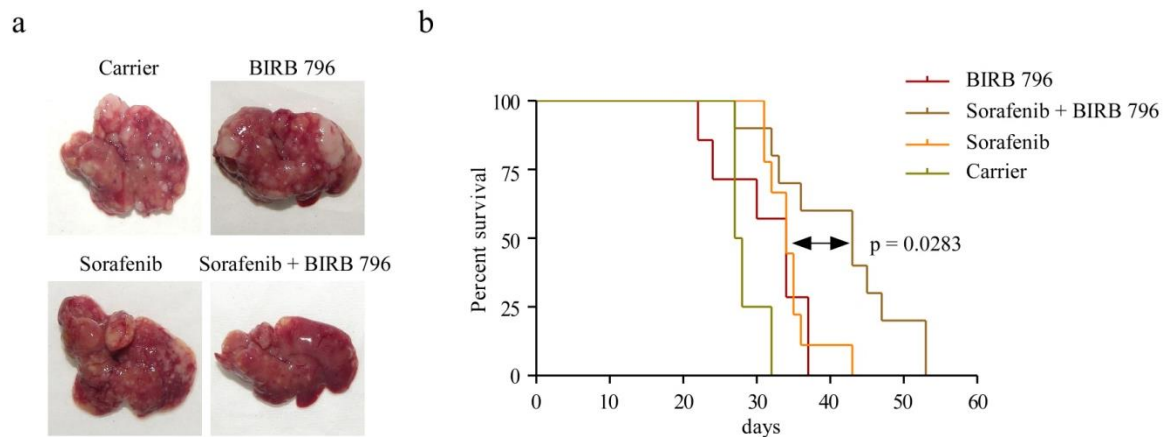 a
Carrier
BIRB 796
Sorafenib
Sorafenib + BIRB 796
b
BIRB 796
Sorafenib + BIRB 796
Sorafenib
Carrier
Percent survival
100
75
50
25
0
p = 0.0283
0 10 20 30 40 50 60
days